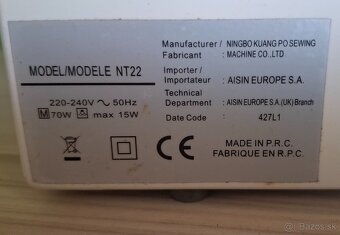 MODEL/MODELE NT22
220-240V ~ 50Hz
M 70W max 15W
Manufacturer / : NINGBO KUANG PO SEWING
Fabricant : MACHINE CO.,LTD
Importer /
Importateur : AISIN EUROPE S.A.
Technical
Department : AISIN EUROPE S.A.(UK) Branch
Date Code : 427L1
CE
MADE IN P.R.C.
FABRIQUE EN R.P.C.
Bazos.sk